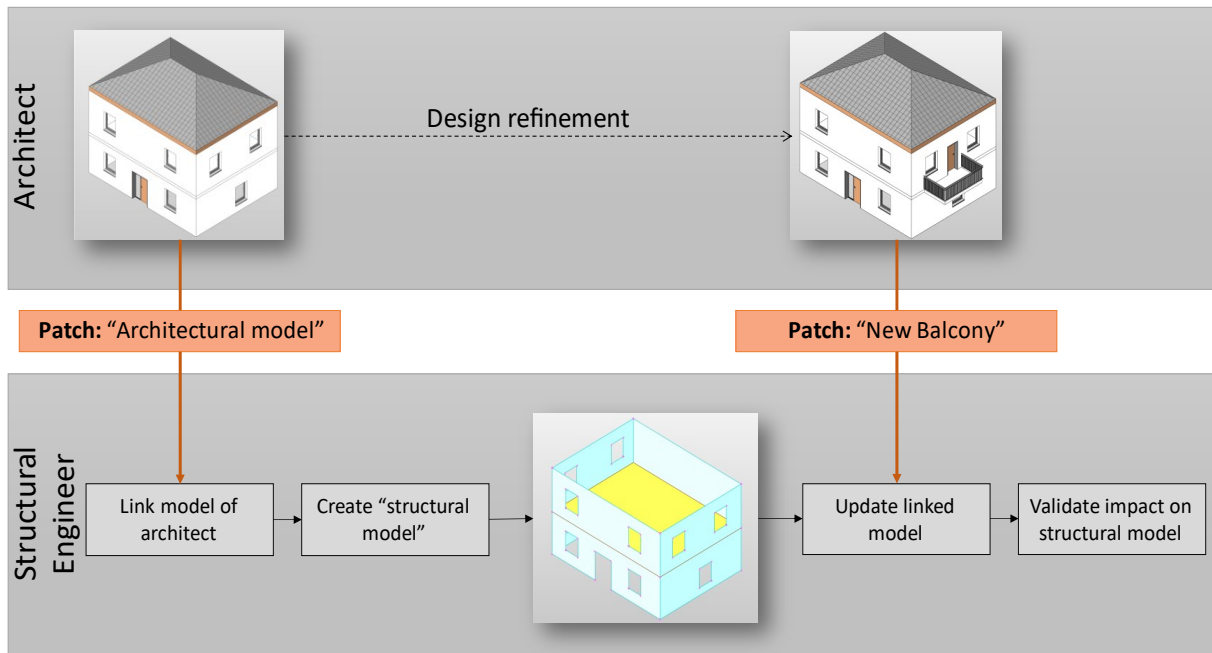 Architect
Design refinement
Patch: “Architectural model”
Patch: “New Balcony”
Structural
Engineer
Link model of
architect
Create “structural
model”
Update linked
model
Validate impact on
structural model